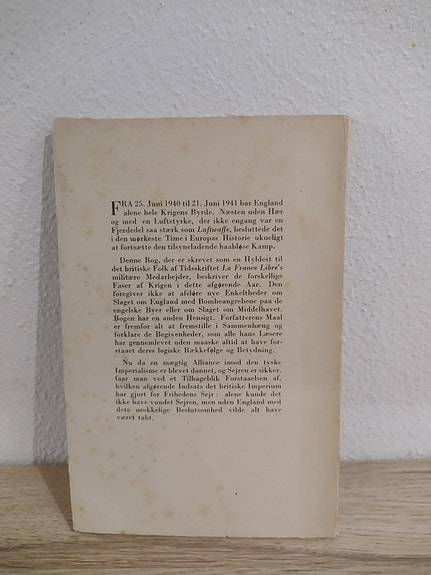 FRA 25. Juni 1940 til 21. Juni 1941 bar England
alene hele Krigens Byrde. Næsten uden Hær
og med en Luftstyrke, der ikke engang var en
Fjerdedel saa stærk som Luftwaffe, besluttede det
i den mørkeste Time i Europas Historie ukueligt
at fortsætte den tilsyneladende haabløse Kamp.
Denne Bog, der er skrevet som en Hyldest til
det britiske Folk af Tidsskriftet La France Libre's
militære Medarbejder, beskriver de forskellige
Faser af Krigen i dette afgørende Aar. Den
foregiver ikke at afsløre nye Enkeltheder om
Slaget om England med Bombeangrebene paa de
engelske Byer eller om Slaget om Middelhavet.
Bogen har en anden Hensigt. Forfatterens Maal
er fremfor alt at fremstille i Sammenhæng og
forklare de Begivenheder, som alle hans Læsere
har gennemlevet uden maaske altid at have for-
staaet deres logiske Rækkefølge og Betydning.
Nu da en mægtig Alliance imod den tyske
Imperialisme er blevet dannet, og Sejren er sikker,
faar man ved et Tilbageblik Forstaaelsen af,
hvilken afgørende Indsats det britiske Imperium
har gjort for Frihedens Sejr: alene kunde det
ikke have vundet Sejren, men uden England med
dets urokkelige Beslutsomhed vilde alt have
været tabt.